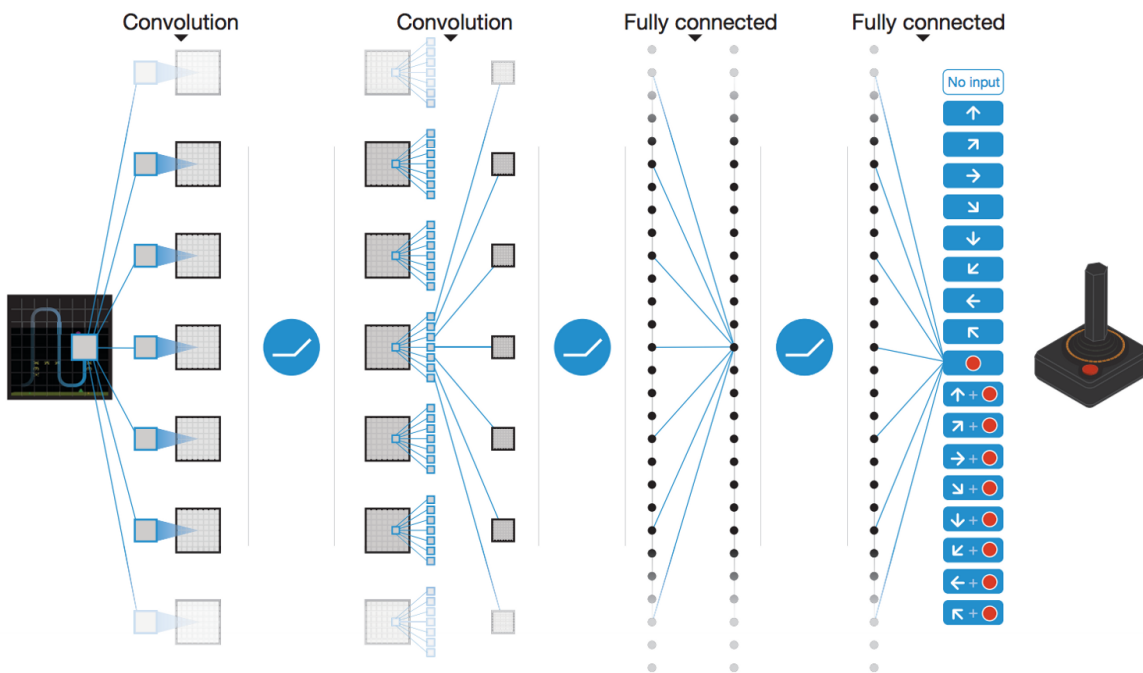 Convolution
Convolution
Fully connected
Fully connected
No input
+
+
+
+
+
+
+
+